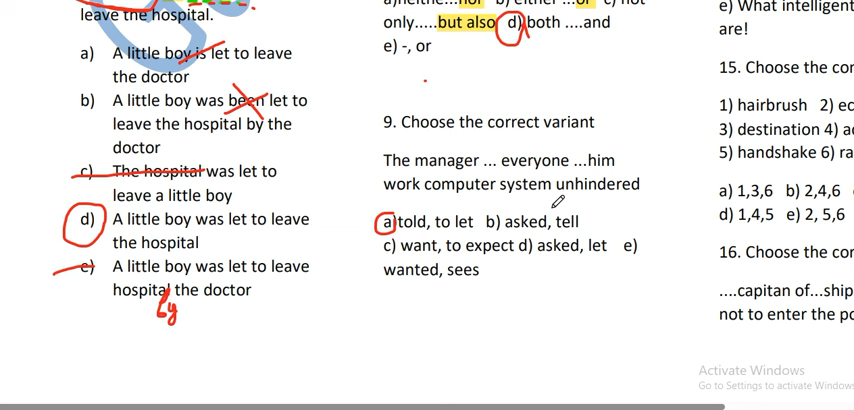 leave the hospital.
a) A little boy is let to leave
the doctor
b) A little boy was been let to
leave the hospital by the
doctor
c) The hospital was let to
leave a little boy
d) A little boy was let to leave
the hospital
e) A little boy was let to leave
hospital the doctor
by
only.....but also d) both ....and
e) -, or
9. Choose the correct variant
The manager ... everyone ...him
work computer system unhindered
a)told, to let b) asked, tell
c) want, to expect d) asked, let e)
wanted, sees
e) What intelligent
are!
15. Choose the cor
1) hairbrush 2) ec
3) destination 4) a
5) handshake 6) ra
a) 1,3,6 b) 2,4,6
d) 1,4,5 e) 2, 5,6
16. Choose the cor
....capitan of...ship
not to enter the po
Activate Windows
Go to Settings to activate Windows